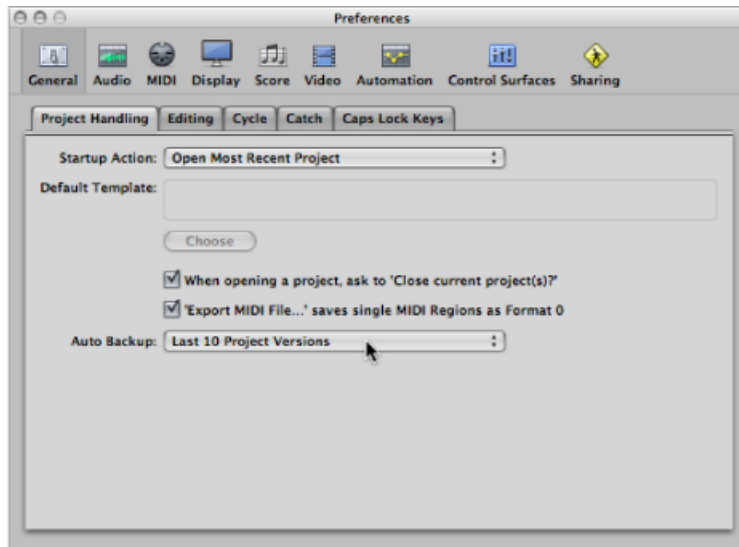 Preferences
General Audio MIDI Display Score Video Automation Control Surfaces Sharing
Project Handling Editing Cycle Catch Caps Lock Keys
Startup Action: Open Most Recent Project
Default Template:
Choose
When opening a project, ask to 'Close current project(s)?'
'Export MIDI File...' saves single MIDI Regions as Format 0
Auto Backup: Last 10 Project Versions